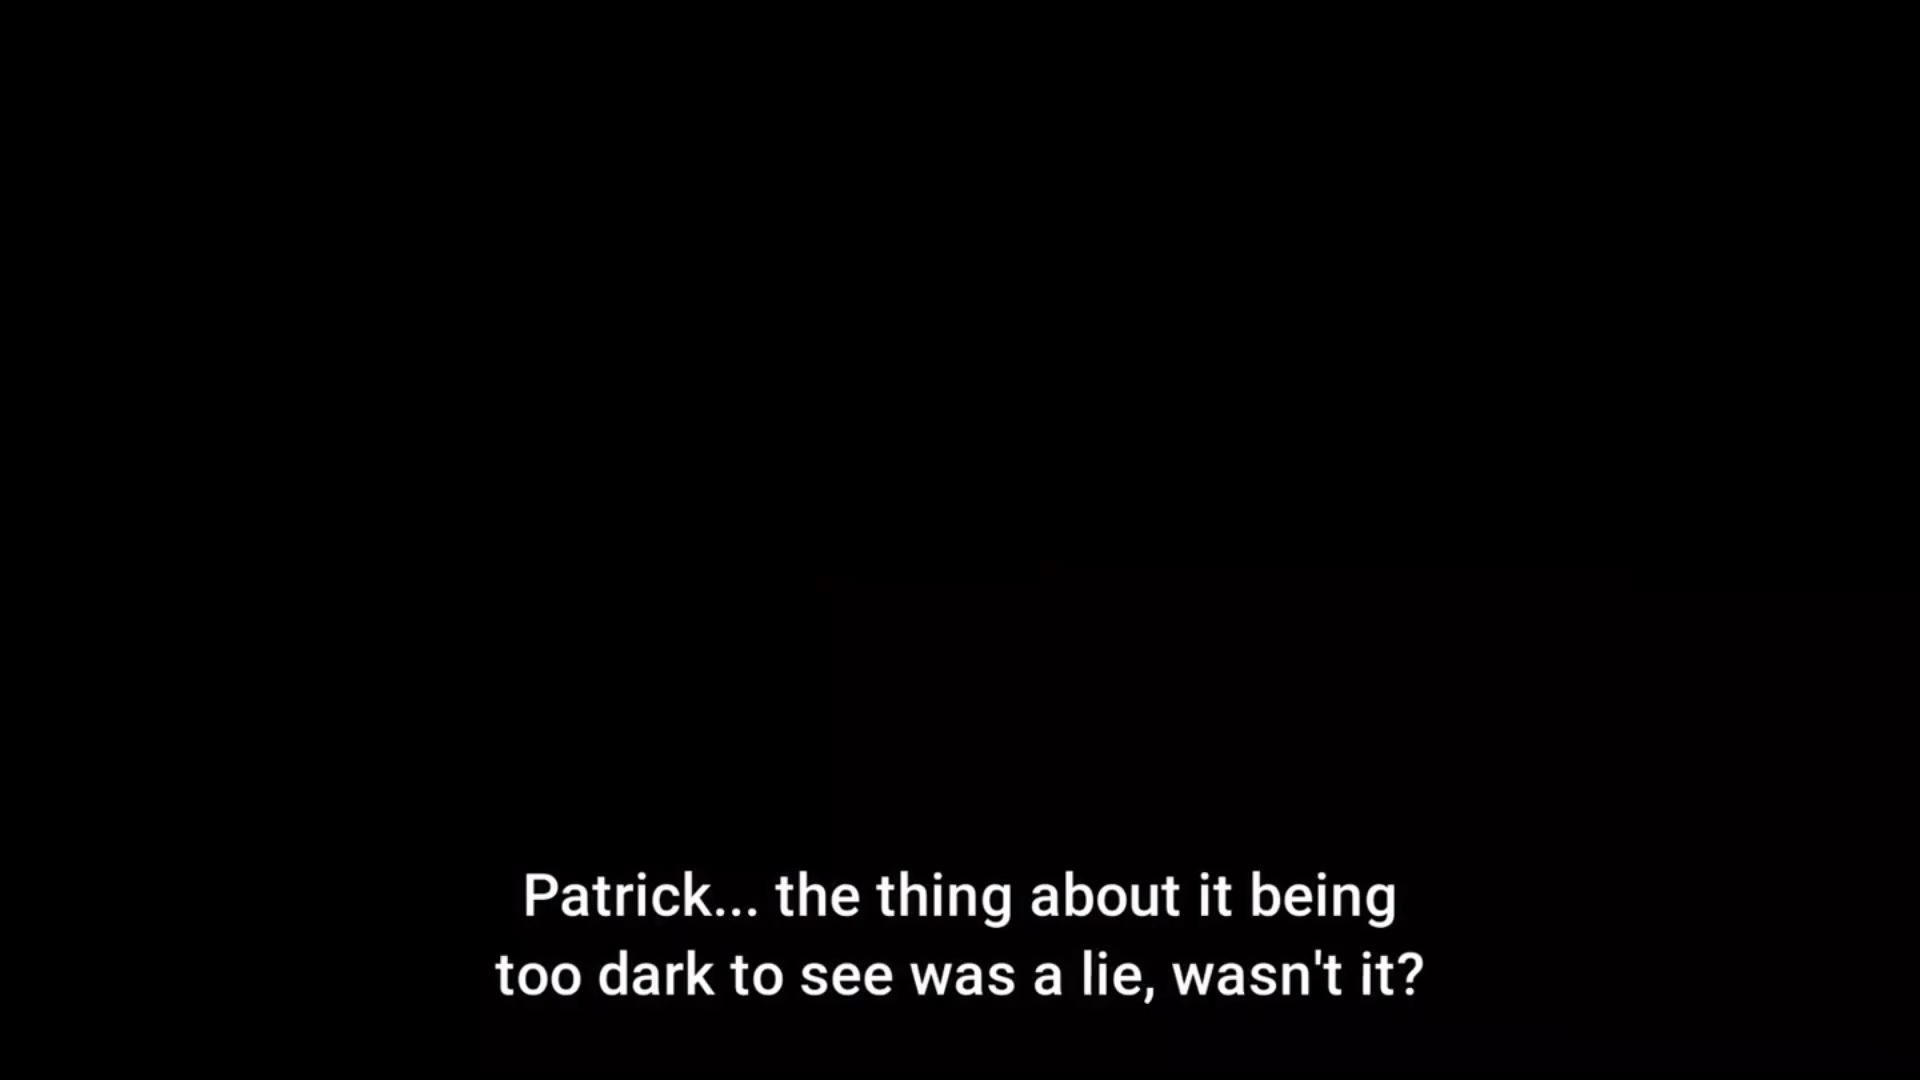 Patrick... the thing about it being
too dark to see was a lie, wasn't it?